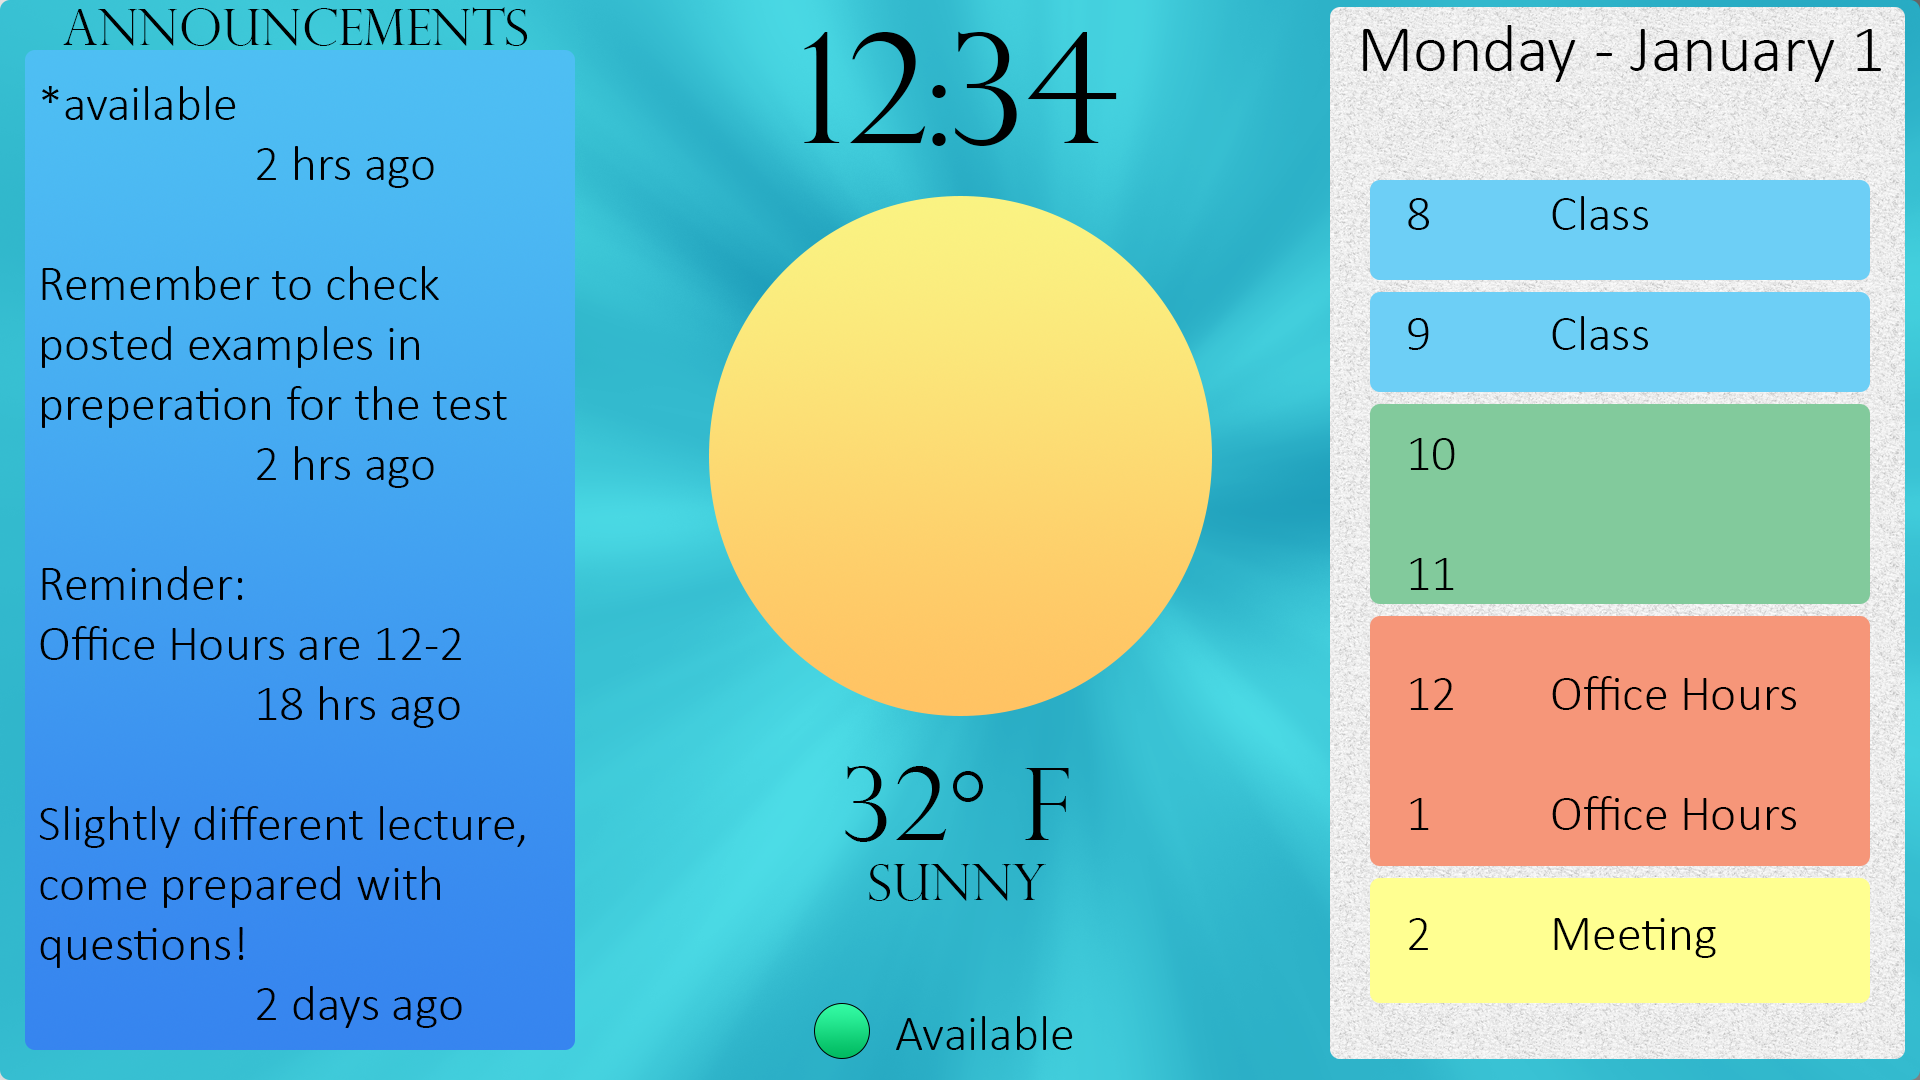 ANNOUNCEMENTS
*available
2 hrs ago
Remember to check
posted examples in
preperation for the test
2 hrs ago
Reminder:
Office Hours are 12-2
18 hrs ago
Slightly different lecture,
come prepared with
questions!
2 days ago
12:34
32° F
SUNNY
Available
Monday - January 1
8 Class
9 Class
10
11
12 Office Hours
1 Office Hours
2 Meeting